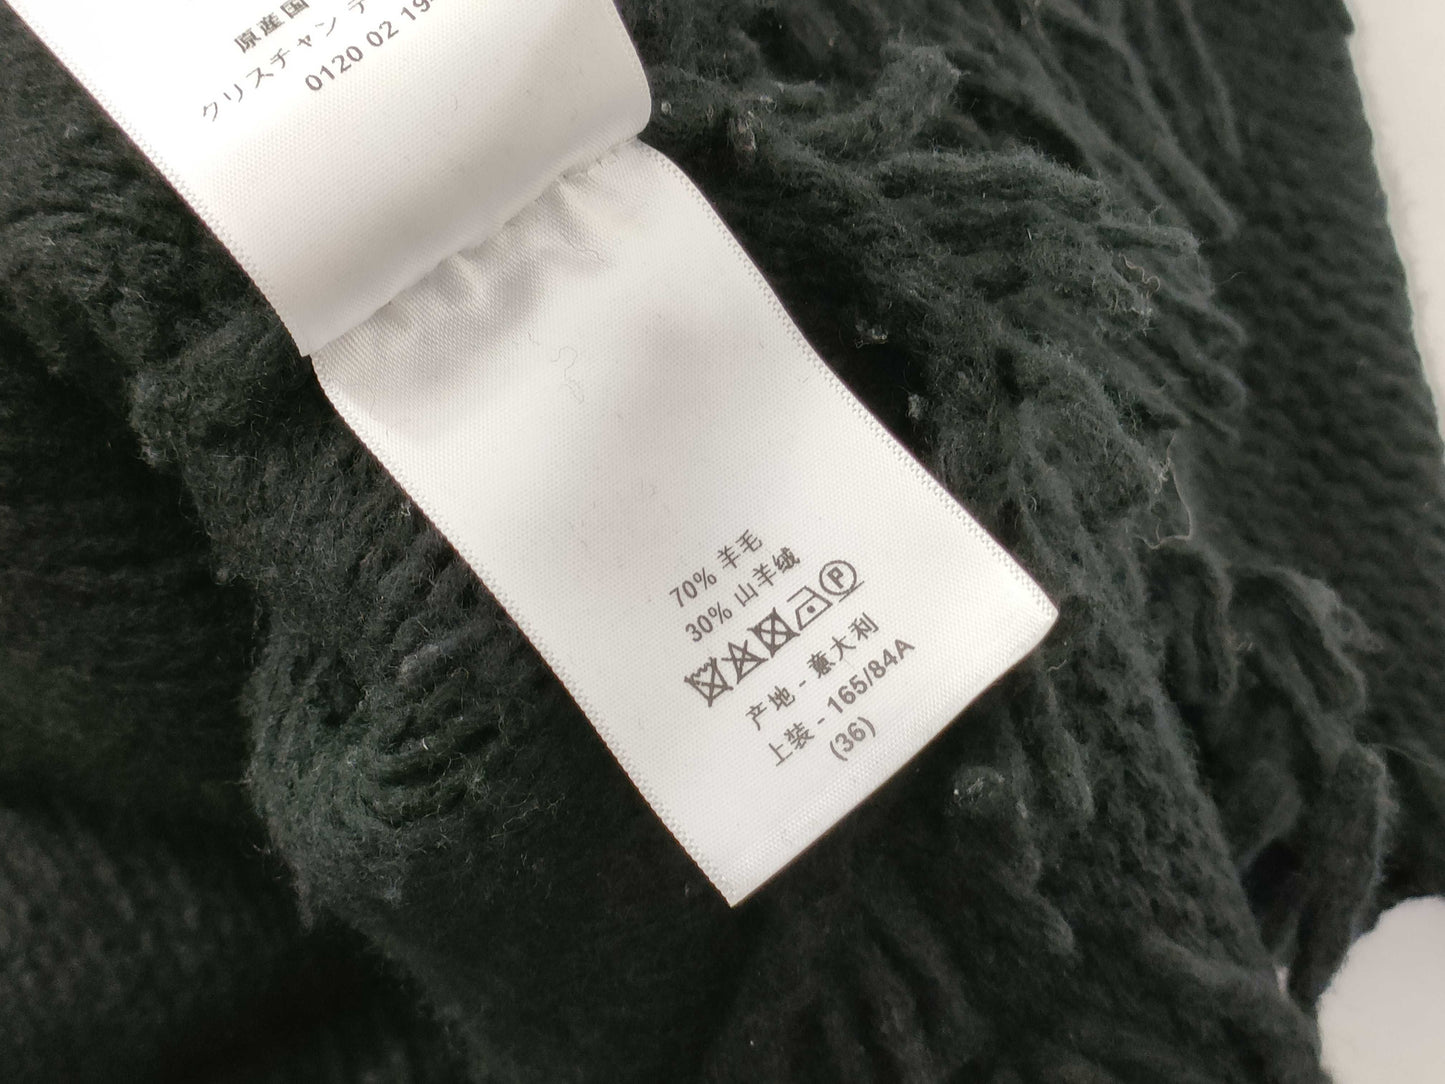 原産国
クリスチャン デ
0120 02 19
70% 羊毛
30% 山羊绒
P
产地 - 意大利
上装 - 165/84A
(36)